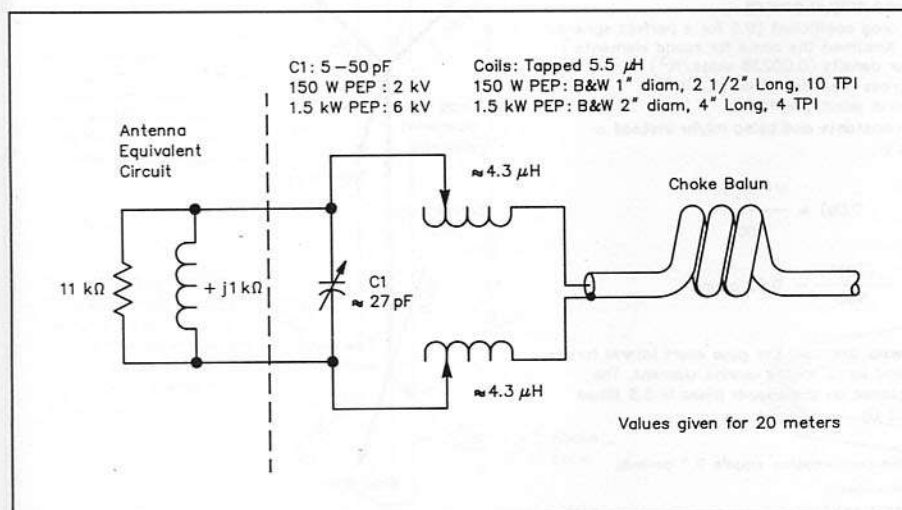 C1: 5–50 pF
150 W PEP: 2 kV
1.5 kW PEP: 6 kV
Coils: Tapped 5.5 μH
150 W PEP: B&W 1" diam, 2 1/2" Long, 10 TPI
1.5 kW PEP: B&W 2" diam, 4" Long, 4 TPI
Antenna
Equivalent
Circuit
≈4.3 μH
Choke Balun
11 kΩ
+j1kΩ
C1
≈ 27 pF
≈4.3 μH
Values given for 20 meters